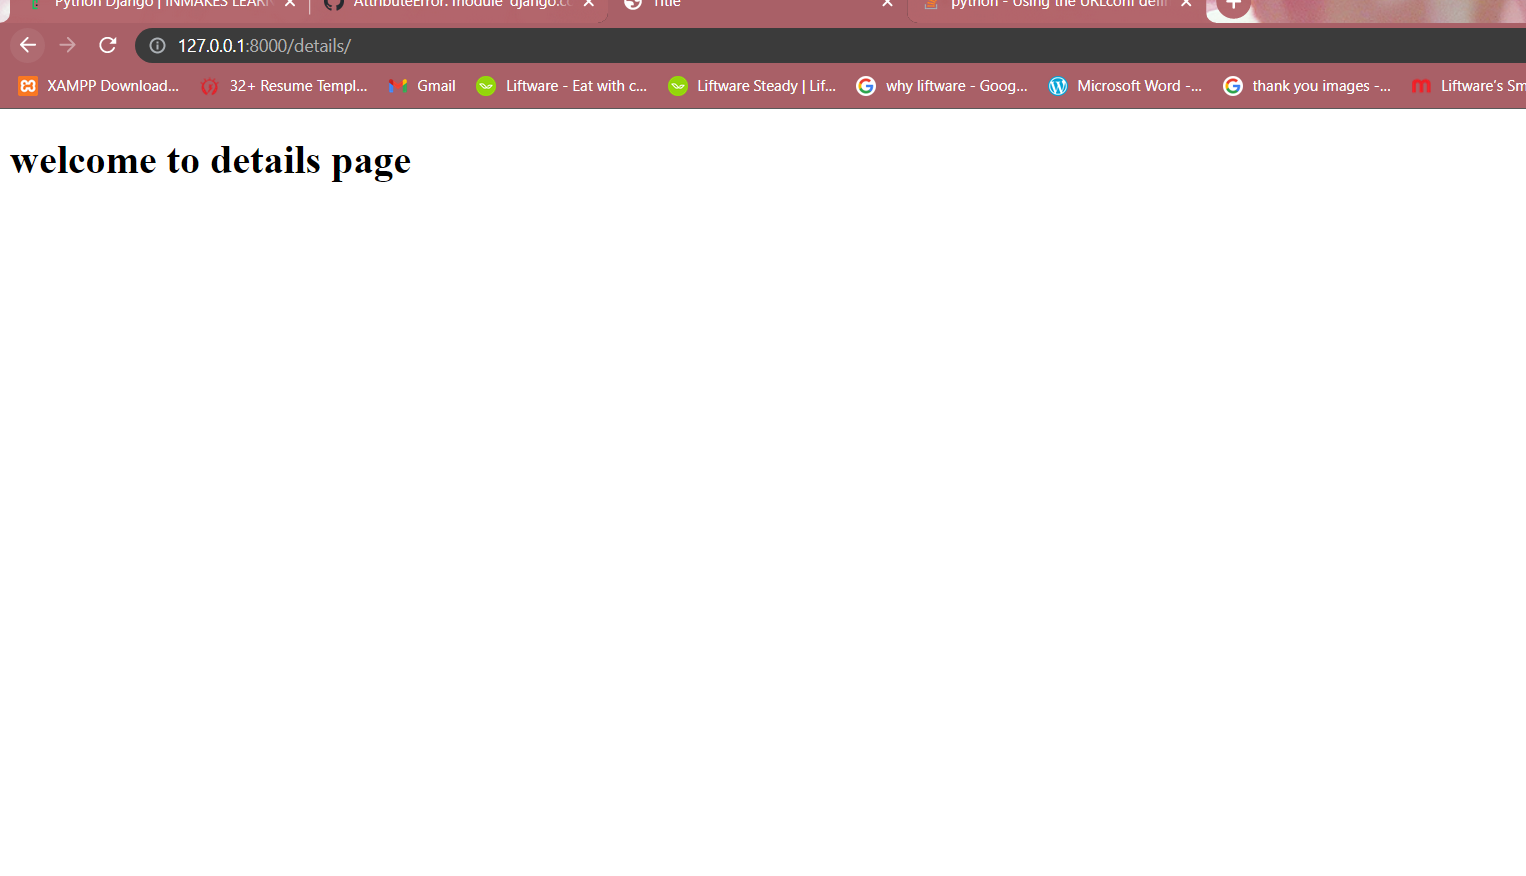 Python Django | INMAKES LEAR
AttributeError: module 'django.co
Title
python - Using the URLconf defi
127.0.0.1:8000/details/
XAMPP Download...
32+ Resume Templ...
Gmail
Liftware - Eat with c...
Liftware Steady | Lif...
why liftware - Goog...
Microsoft Word -...
thank you images -...
Liftware's Sm
welcome to details page